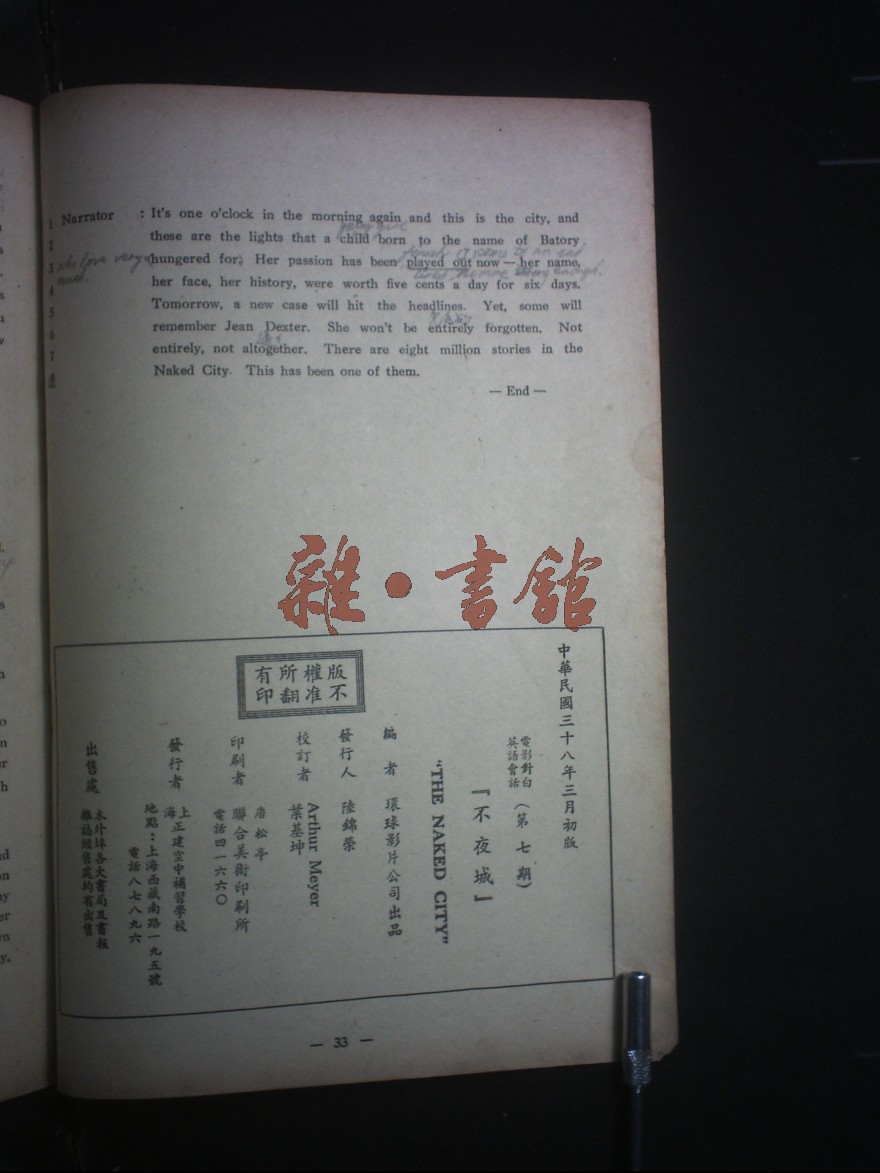 1 Narrator : It's one o'clock in the morning again and this is the city, and
2 these are the lights that a child born to the name of Batory
3 hungered for. Her passion has been played out now — her name,
4 her face, her history, were worth five cents a day for six days.
5 Tomorrow, a new case will hit the headlines. Yet, some will
6 remember Jean Dexter. She won't be entirely forgotten. Not
7 entirely, not altogether. There are eight million stories in the
Naked City. This has been one of them.
— End —
who love very
much.
雜·書館
中華民國三十八年三月初版
電影對白
英語會話
(第七期)
『不夜城』
"THE NAKED CITY"
編者 環球影片公司出品
發行人 陸錦榮
校訂者 Arthur Meyer
葉基坤
印刷者 唐松亭
聯合美術印刷所
電話四一六六〇
發行者 上海正建空中補習學校
地點:上海西藏南路一九五號
電話八七八九六
出售處 本外埠各大書局及書報
雜誌經售處均有出售
版權所有
不准翻印
— 33 —